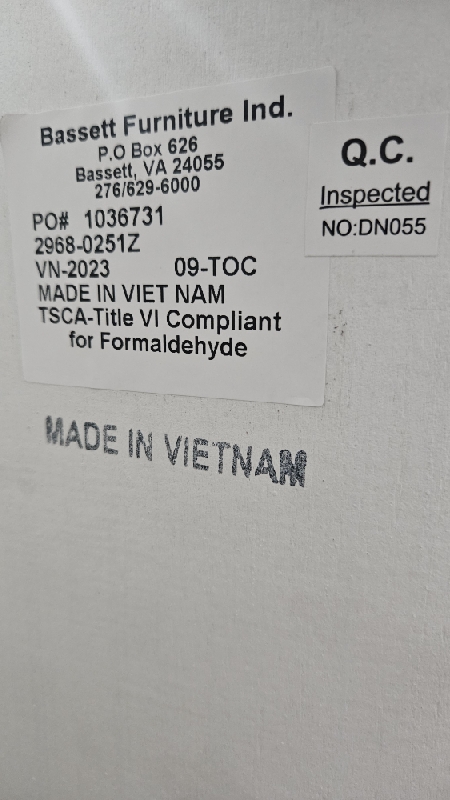 Bassett Furniture Ind.
P.O Box 626
Bassett, VA 24055
276/629-6000
PO# 1036731
2968-0251Z
VN-2023 09-TOC
MADE IN VIET NAM
TSCA-Title VI Compliant
for Formaldehyde
Q.C.
Inspected
NO:DN055
MADE IN VIETNAM